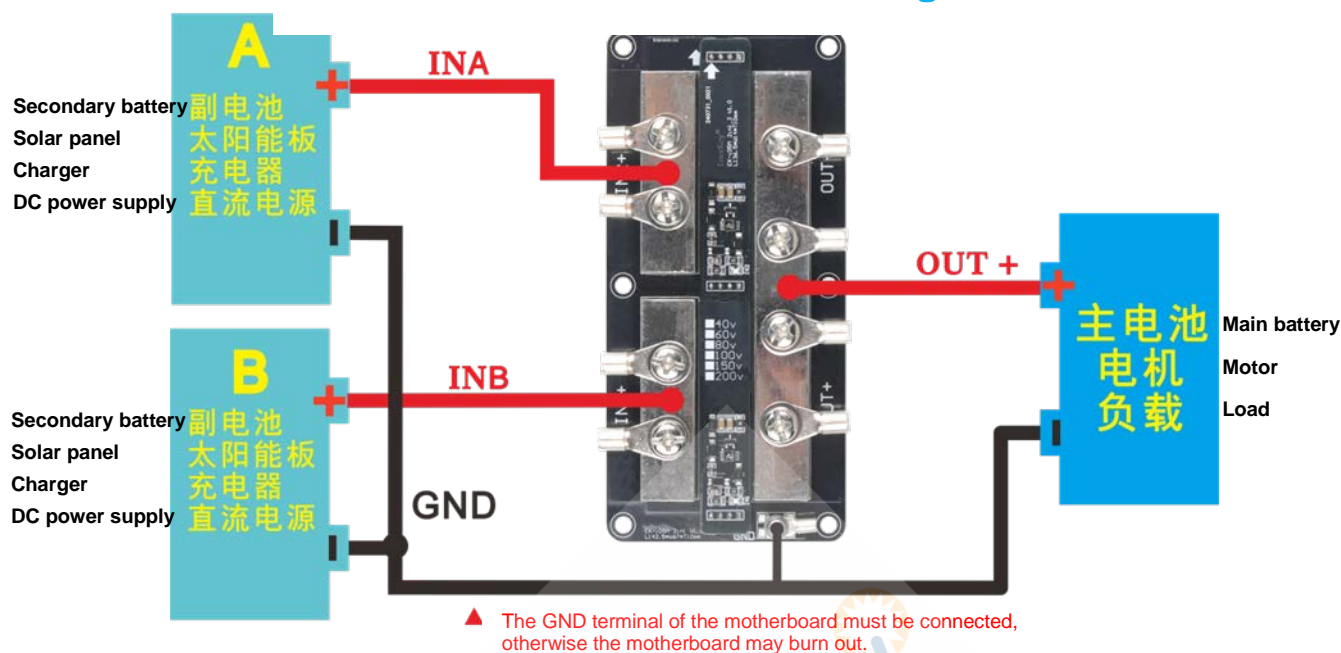 A
INA
Secondary battery 副电池
Solar panel 太阳能板
Charger 充电器
DC power supply 直流电源
OUT
OUT +
主电池 Main battery
电机 Motor
负载 Load
40v
60v
80v
100v
150v
200v
B
INB
Secondary battery 副电池
Solar panel 太阳能板
Charger 充电器
DC power supply 直流电源
GND
GND
The GND terminal of the motherboard must be connected,
otherwise the motherboard may burn out.